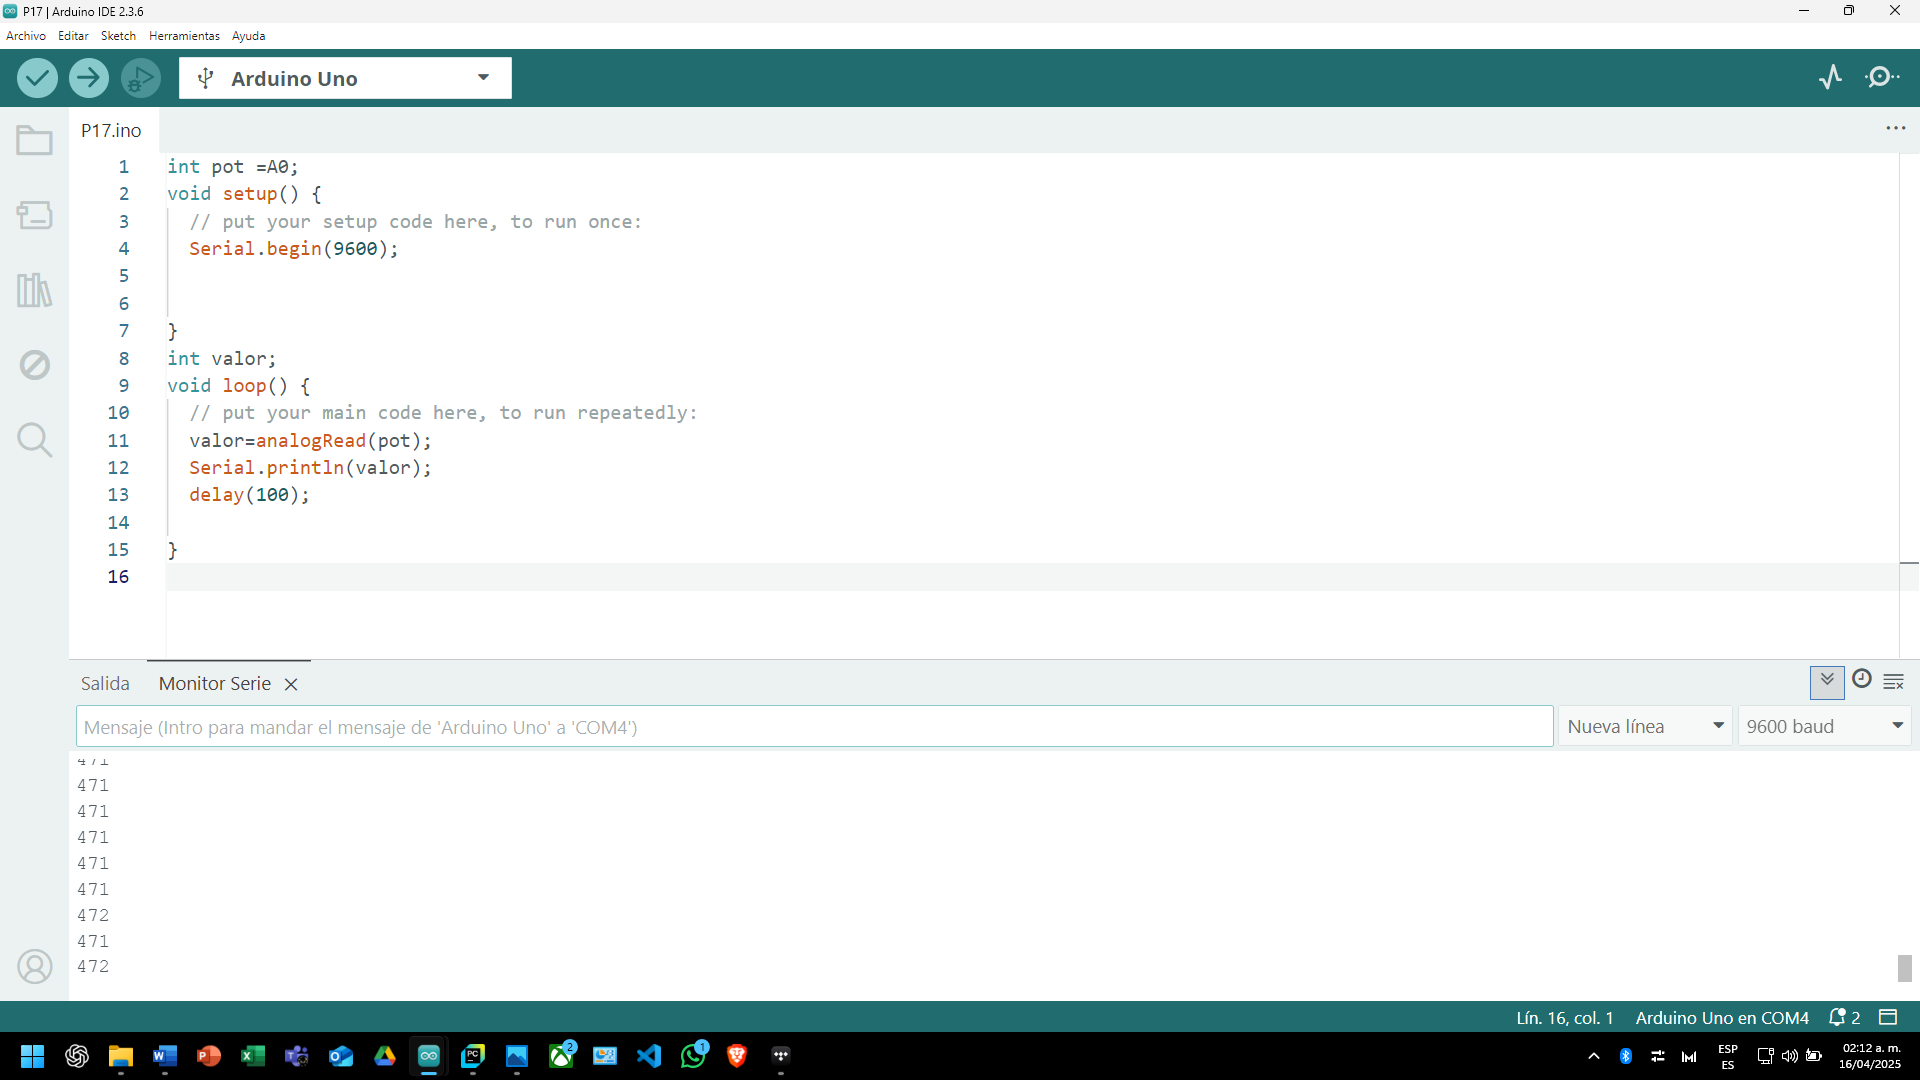 P17 | Arduino IDE 2.3.6
Archivo Editar Sketch Herramientas Ayuda
Arduino Uno
P17.ino
1 int pot =A0;
2 void setup() {
3 // put your setup code here, to run once:
4 Serial.begin(9600);
5
6
7 }
8 int valor;
9 void loop() {
10 // put your main code here, to run repeatedly:
11 valor=analogRead(pot);
12 Serial.println(valor);
13 delay(100);
14
15 }
16
Salida Monitor Serie
Mensaje (Intro para mandar el mensaje de 'Arduino Uno' a 'COM4') Nueva línea 9600 baud
471
471
471
471
471
471
472
471
472
Lín. 16, col. 1 Arduino Uno en COM4 2
2 1 ESP 02:12 a. m.
ES 16/04/2025